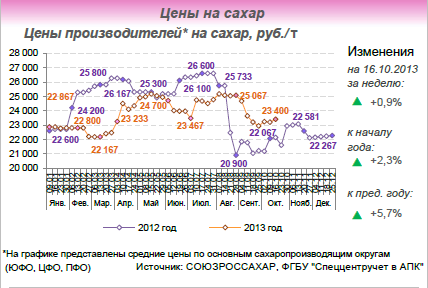 Цены на сахар
Цены производителей* на сахар, руб./т
28 000
27 000
26 000
25 000
24 000
23 000
22 000
21 000
20 000
22 867
22 600
24 200
22 800
25 800
22 167
26 167
23 233
25 300
24 700
26 100
23 467
26 600
25 733
20 900
25 067
22 067
23 400
22 581
22 267
Янв.
Фев.
Мар.
Апр.
Май
Июн.
Июл.
Авг.
Сент.
Окт.
Нояб.
Дек.
2012 год
2013 год
Изменения
на 16.10.2013
за неделю:
+0,9%
к началу
года:
+2,3%
к пред. году:
+5,7%
*На графике представлены средние цены по основным сахаропроизводящим округам
(ЮФО, ЦФО, ПФО)
Источник: СОЮЗРОССАХАР, ФГБУ "Спеццентручет в АПК"